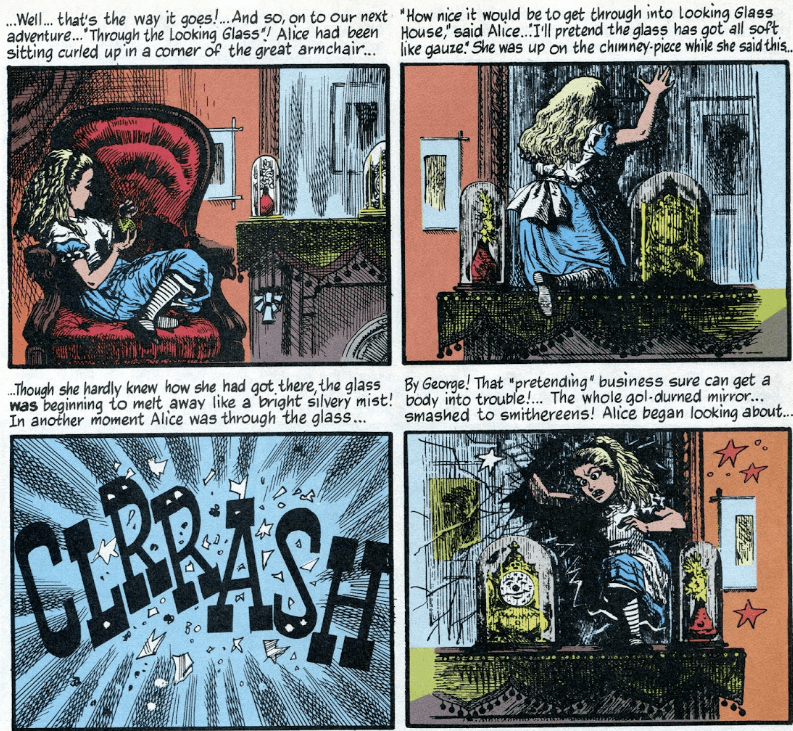 ...Well... that's the way it goes!...And so, on to our next
adventure..."Through the Looking Glass"! Alice had been
sitting curled up in a corner of the great armchair...
"How nice it would be to get through into Looking Glass
House," said Alice..."I'll pretend the glass has got all soft
like gauze." She was up on the chimney-piece while she said this...
...Though she hardly knew how she had got there, the glass
was beginning to melt away like a bright silvery mist!
In another moment Alice was through the glass...
CLRRASH
By George! That "pretending" business sure can get a
body into trouble!... The whole gol-durned mirror...
smashed to smithereens! Alice began looking about...